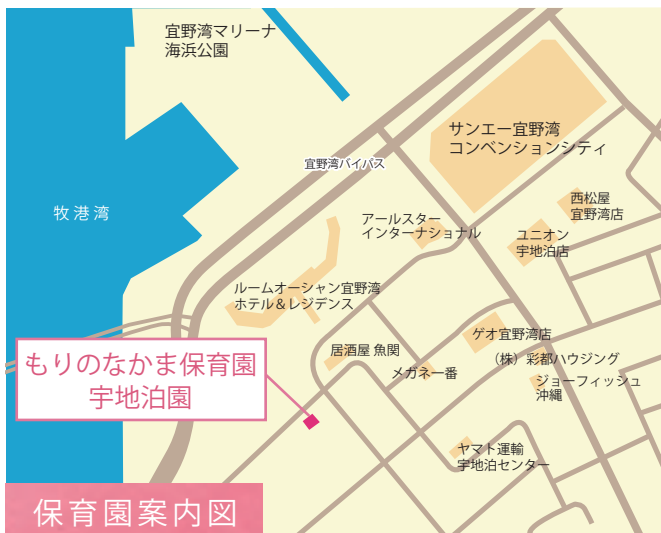 宜野湾マリーナ
海浜公園
サンエー宜野湾
コンベンションシティ
宜野湾バイパス
西松屋
宜野湾店
牧港湾
アールスター
インターナショナル
ユニオン
宇地泊店
ルームオーシャン宜野湾
ホテル＆レジデンス
ゲオ宜野湾店
居酒屋 魚関
（株）彩都ハウジング
メガネ一番
ジョーフィッシュ
沖縄
もりのなかま保育園
宇地泊園
ヤマト運輸
宇地泊センター
保育園案内図